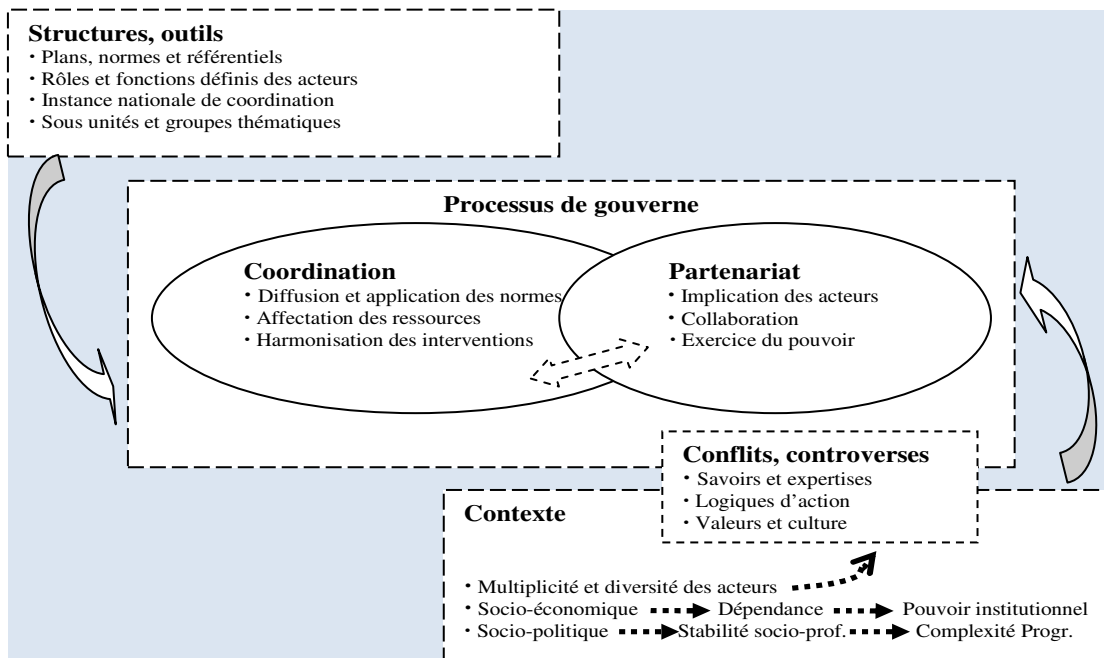 Structures, outils
· Plans, normes et référentiels
· Rôles et fonctions définis des acteurs
· Instance nationale de coordination
· Sous unités et groupes thématiques
Processus de gouverne
Coordination
· Diffusion et application des normes
· Affectation des ressources
· Harmonisation des interventions
Partenariat
· Implication des acteurs
· Collaboration
· Exercice du pouvoir
Conflits, controverses
· Savoirs et expertises
· Logiques d'action
· Valeurs et culture
Contexte
· Multiplicité et diversité des acteurs
· Socio-économique Dépendance Pouvoir institutionnel
· Socio-politique Stabilité socio-prof. Complexité Progr.